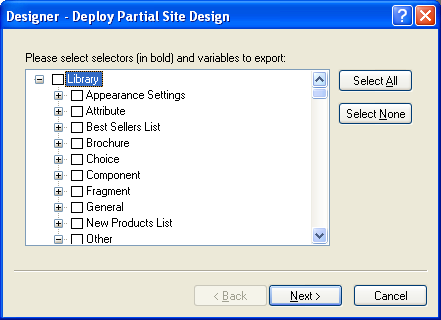 Designer - Deploy Partial Site Design
Please select selectors (in bold) and variables to export:
Library
Appearance Settings
Attribute
Best Sellers List
Brochure
Choice
Component
Fragment
General
New Products List
Other
Select All
Select None
< Back
Next >
Cancel